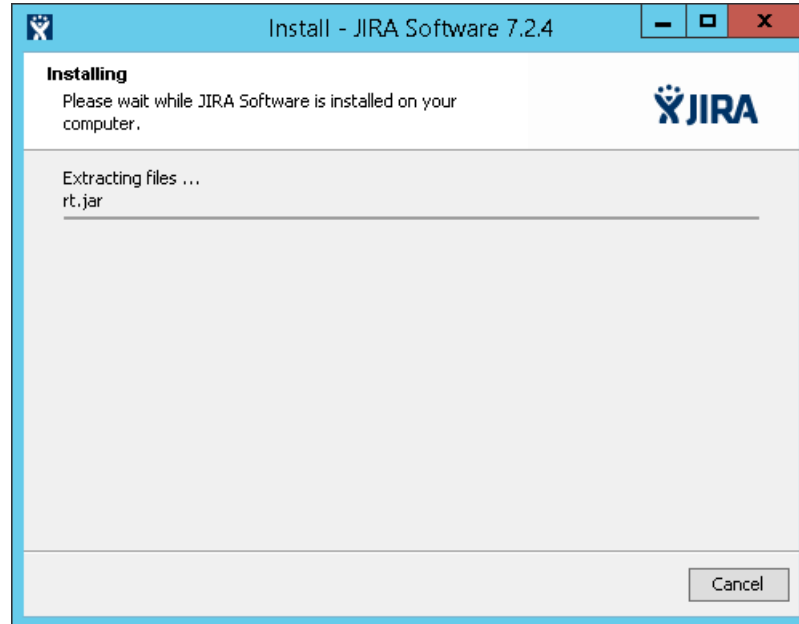 Install - JIRA Software 7.2.4
Installing
Please wait while JIRA Software is installed on your
computer.
JIRA
Extracting files ...
rt.jar
Cancel